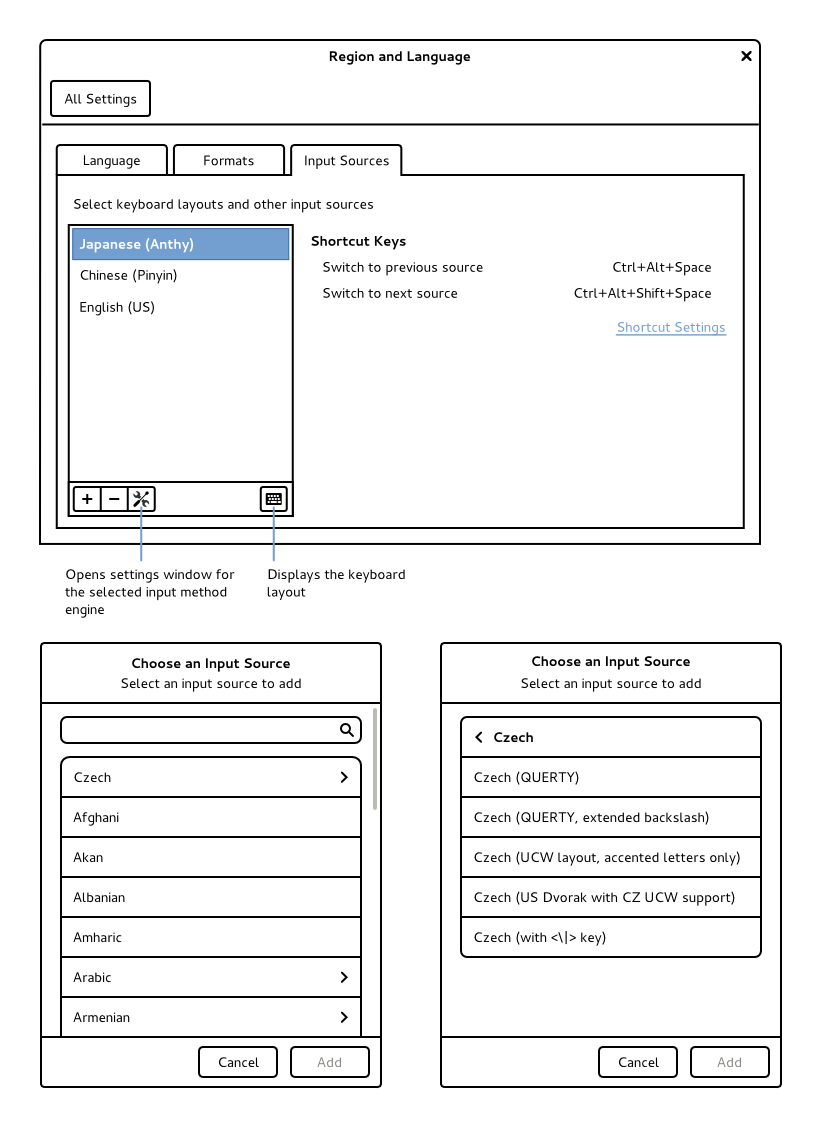 Region and Language
All Settings
Language Formats Input Sources
Select keyboard layouts and other input sources
Japanese (Anthy)
Chinese (Pinyin)
English (US)
Shortcut Keys
Switch to previous source Ctrl+Alt+Space
Switch to next source Ctrl+Alt+Shift+Space
Shortcut Settings
Opens settings window for
the selected input method
engine
Displays the keyboard
layout
Choose an Input Source
Select an input source to add
Czech
Afghani
Akan
Albanian
Amharic
Arabic
Armenian
Cancel Add
Choose an Input Source
Select an input source to add
Czech
Czech (QUERTY)
Czech (QUERTY, extended backslash)
Czech (UCW layout, accented letters only)
Czech (US Dvorak with CZ UCW support)
Czech (with <\|> key)
Cancel Add